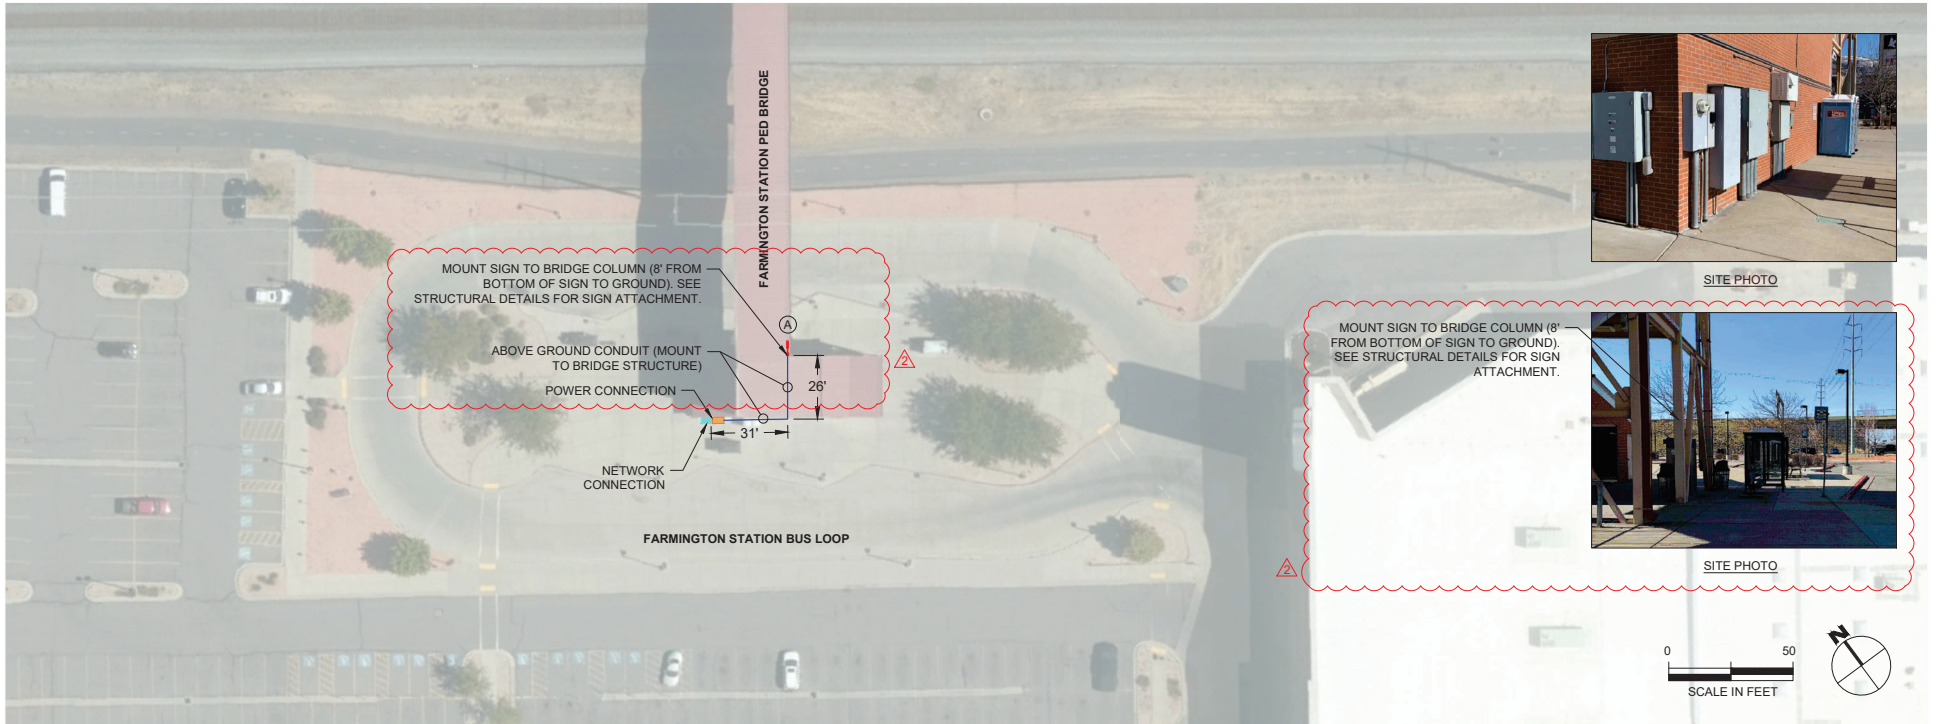 FARMINGTON STATION PED BRIDGE
MOUNT SIGN TO BRIDGE COLUMN (8' FROM
BOTTOM OF SIGN TO GROUND). SEE
STRUCTURAL DETAILS FOR SIGN ATTACHMENT.
A
ABOVE GROUND CONDUIT (MOUNT
TO BRIDGE STRUCTURE)
2
26'
POWER CONNECTION
31'
NETWORK
CONNECTION
FARMINGTON STATION BUS LOOP
SITE PHOTO
MOUNT SIGN TO BRIDGE COLUMN (8'
FROM BOTTOM OF SIGN TO GROUND).
SEE STRUCTURAL DETAILS FOR SIGN
ATTACHMENT.
SITE PHOTO
2
N
0 50
SCALE IN FEET